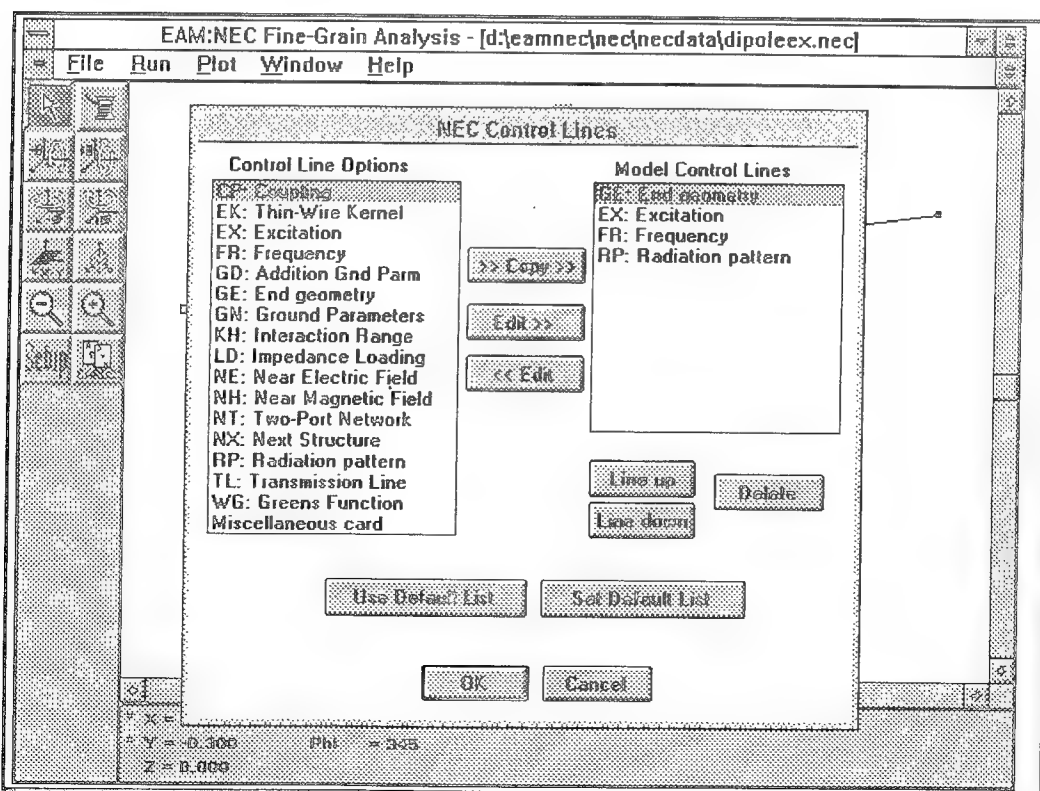 EAM:NEC Fine-Grain Analysis - [d:\eamnec\nec\necdata\dipoleex.nec]
File Run Plot Window Help
NEC Control Lines
Control Line Options
CP: Coupling
EK: Thin-Wire Kernel
EX: Excitation
FR: Frequency
GD: Addition Gnd Parm
GE: End geometry
GN: Ground Parameters
KH: Interaction Range
LD: Impedance Loading
NE: Near Electric Field
NH: Near Magnetic Field
NT: Two-Port Network
NX: Next Structure
RP: Radiation pattern
TL: Transmission Line
WG: Greens Function
Miscellaneous card
>> Copy >>
Edit >>
<< Edit
Model Control Lines
GE: End geometry
EX: Excitation
FR: Frequency
RP: Radiation pattern
Line up
Line down
Delete
Use Default List
Set Default List
OK
Cancel
Setup
X =
Y = -0.300 Phi = 345
Z = 0.000